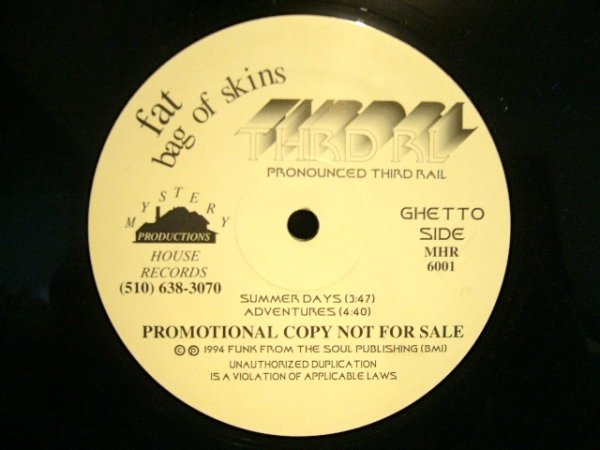 fat
bag of skins
THRD RL
PRONOUNCED THIRD RAIL
MYSTERY
PRODUCTIONS
HOUSE
RECORDS
(510) 638-3070
GHETTO
SIDE
MHR
6001
SUMMER DAYS (3:47)
ADVENTURES (4:40)
PROMOTIONAL COPY NOT FOR SALE
© ℗ 1994 FUNK FROM THE SOUL PUBLISHING (BMI)
UNAUTHORIZED DUPLICATION
IS A VIOLATION OF APPLICABLE LAWS